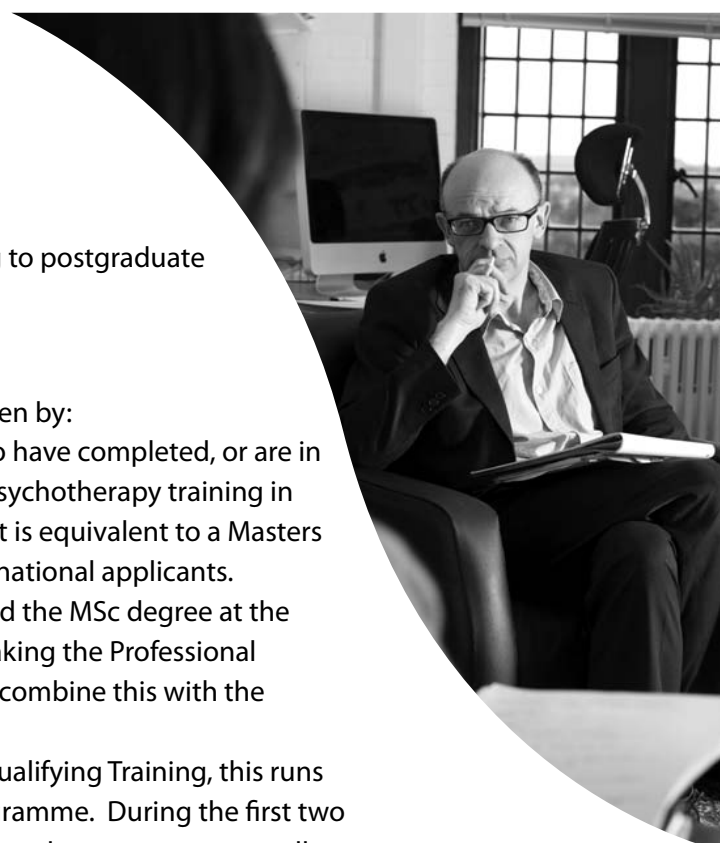 to postgraduate
en by:
have completed, or are in
sychotherapy training in
t is equivalent to a Masters
national applicants.
d the MSc degree at the
king the Professional
combine this with the
ualifying Training, this runs
ramme. During the first two